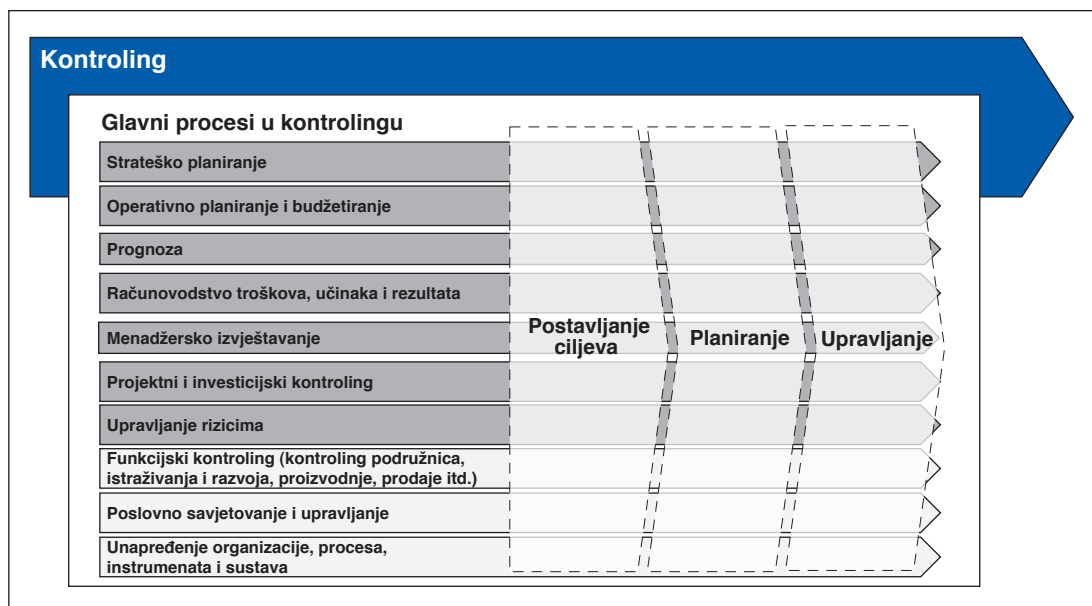 Kontroling
Glavni procesi u kontrolingu
Strateško planiranje
Operativno planiranje i budžetiranje
Prognoza
Računovodstvo troškova, učinaka i rezultata
Menadžersko izvještavanje
Projektni i investicijski kontroling
Upravljanje rizicima
Funkcijski kontroling (kontroling podružnica,
istraživanja i razvoja, proizvodnje, prodaje itd.)
Poslovno savjetovanje i upravljanje
Unapređenje organizacije, procesa,
instrumenata i sustava
Postavljanje
ciljeva
Planiranje
Upravljanje